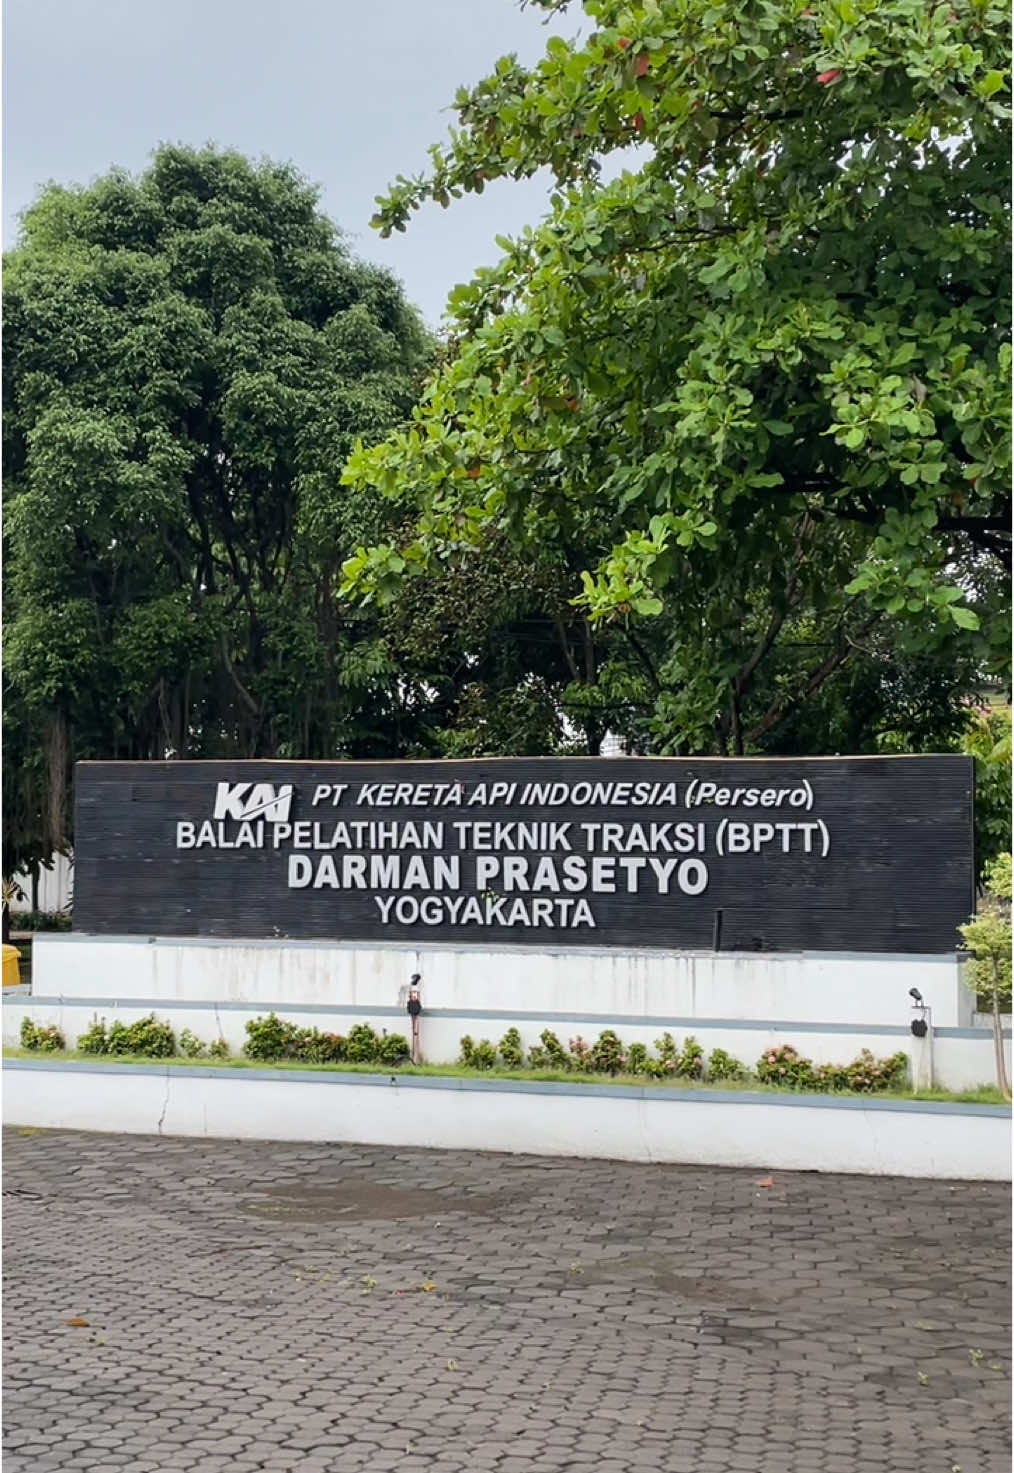 KAI PT KERETA API INDONESIA (Persero)
BALAI PELATIHAN TEKNIK TRAKSI (BPTT)
DARMAN PRASETYO
YOGYAKARTA